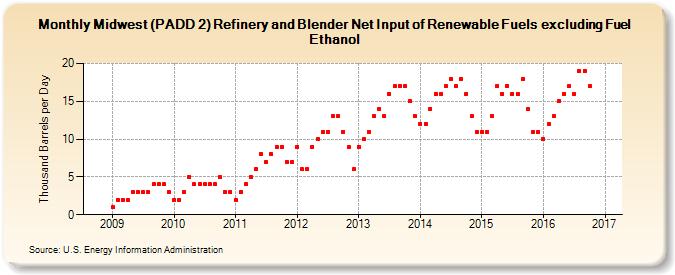 Monthly Midwest (PADD 2) Refinery and Blender Net Input of Renewable Fuels excluding Fuel
Ethanol
Thousand Barrels per Day
20
15
10
5
0
2009 2010 2011 2012 2013 2014 2015 2016 2017
Source: U.S. Energy Information Administration